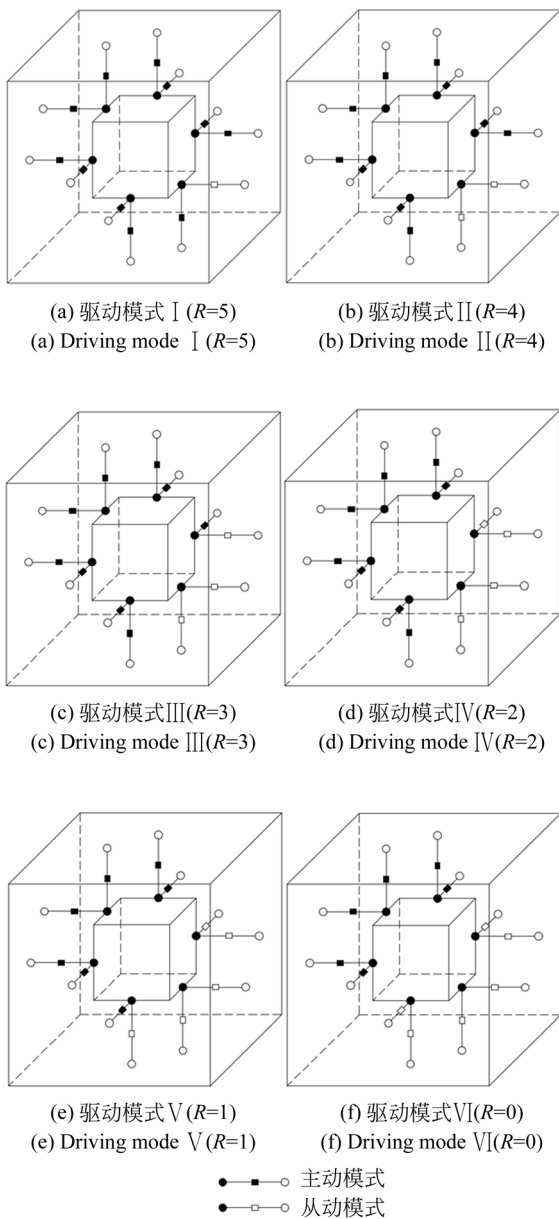 (a) 驱动模式Ⅰ(R=5)
(a) Driving mode Ⅰ(R=5)
(b) 驱动模式Ⅱ(R=4)
(b) Driving mode Ⅱ(R=4)
(c) 驱动模式Ⅲ(R=3)
(c) Driving mode Ⅲ(R=3)
(d) 驱动模式Ⅳ(R=2)
(d) Driving mode Ⅳ(R=2)
(e) 驱动模式Ⅴ(R=1)
(e) Driving mode Ⅴ(R=1)
(f) 驱动模式Ⅵ(R=0)
(f) Driving mode Ⅵ(R=0)
主动模式
从动模式